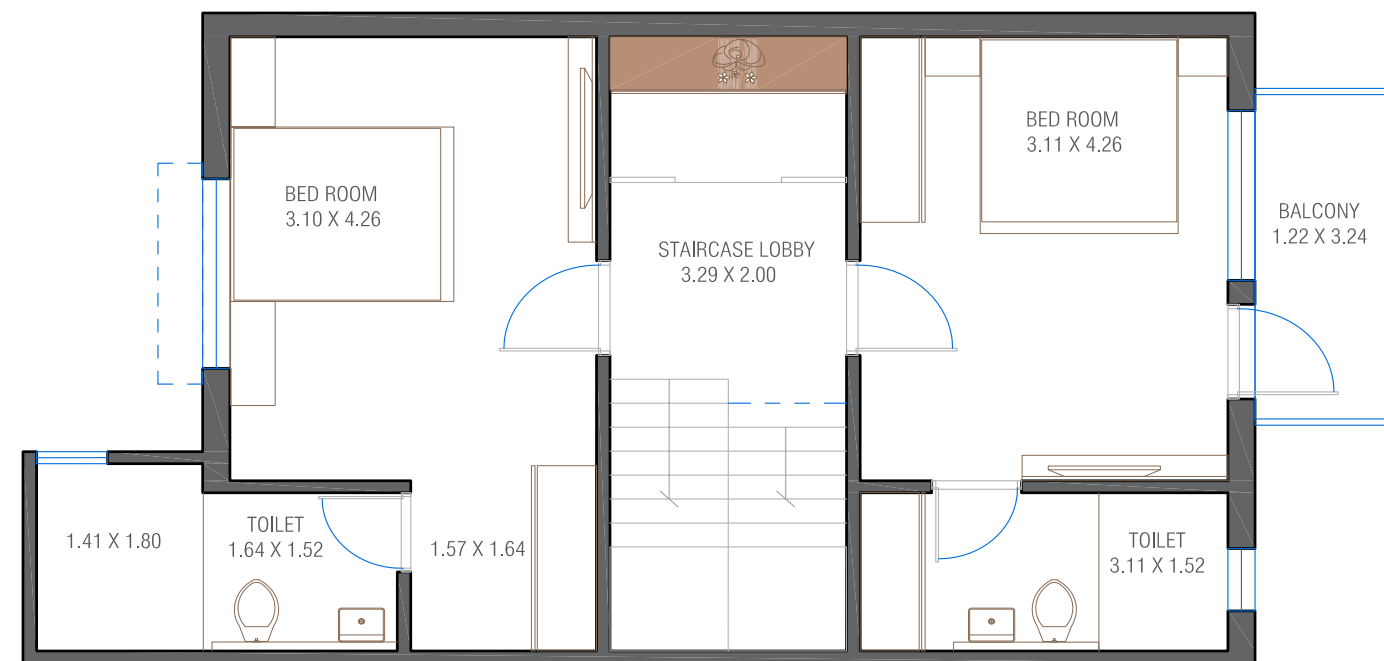 BED ROOM
3.10 X 4.26
STAIRCASE LOBBY
3.29 X 2.00
BED ROOM
3.11 X 4.26
BALCONY
1.22 X 3.24
1.41 X 1.80
TOILET
1.64 X 1.52
1.57 X 1.64
TOILET
3.11 X 1.52